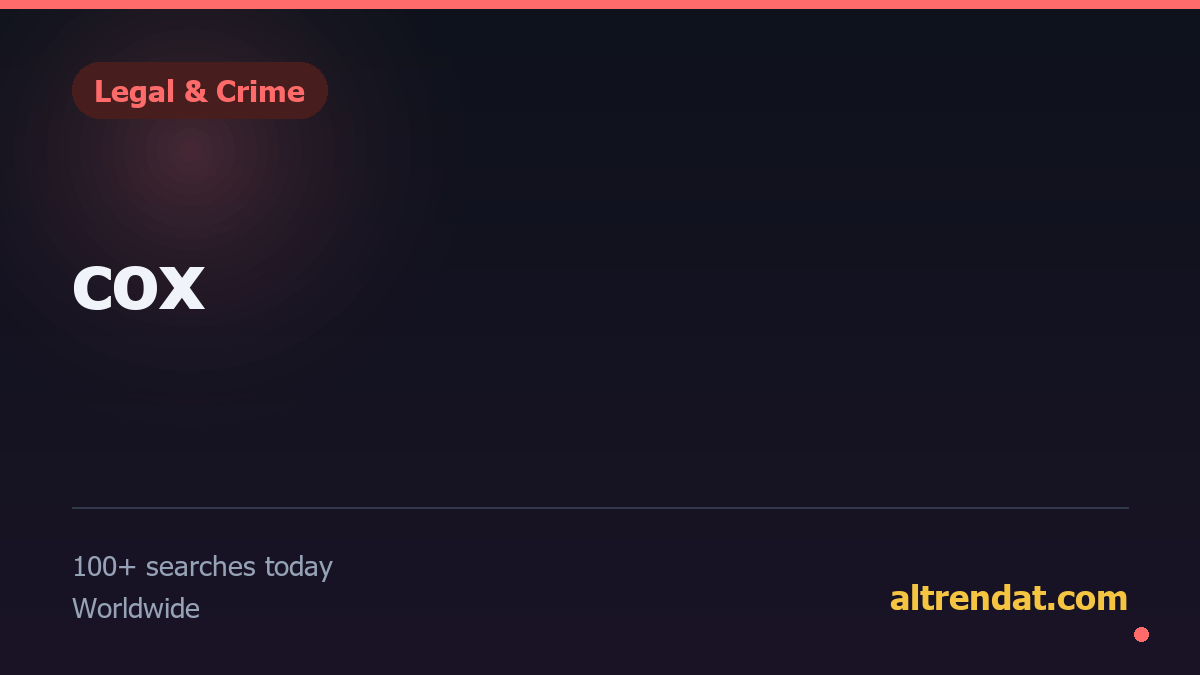 Legal & Crime
cox
100+ searches today
Worldwide
altrendat.com